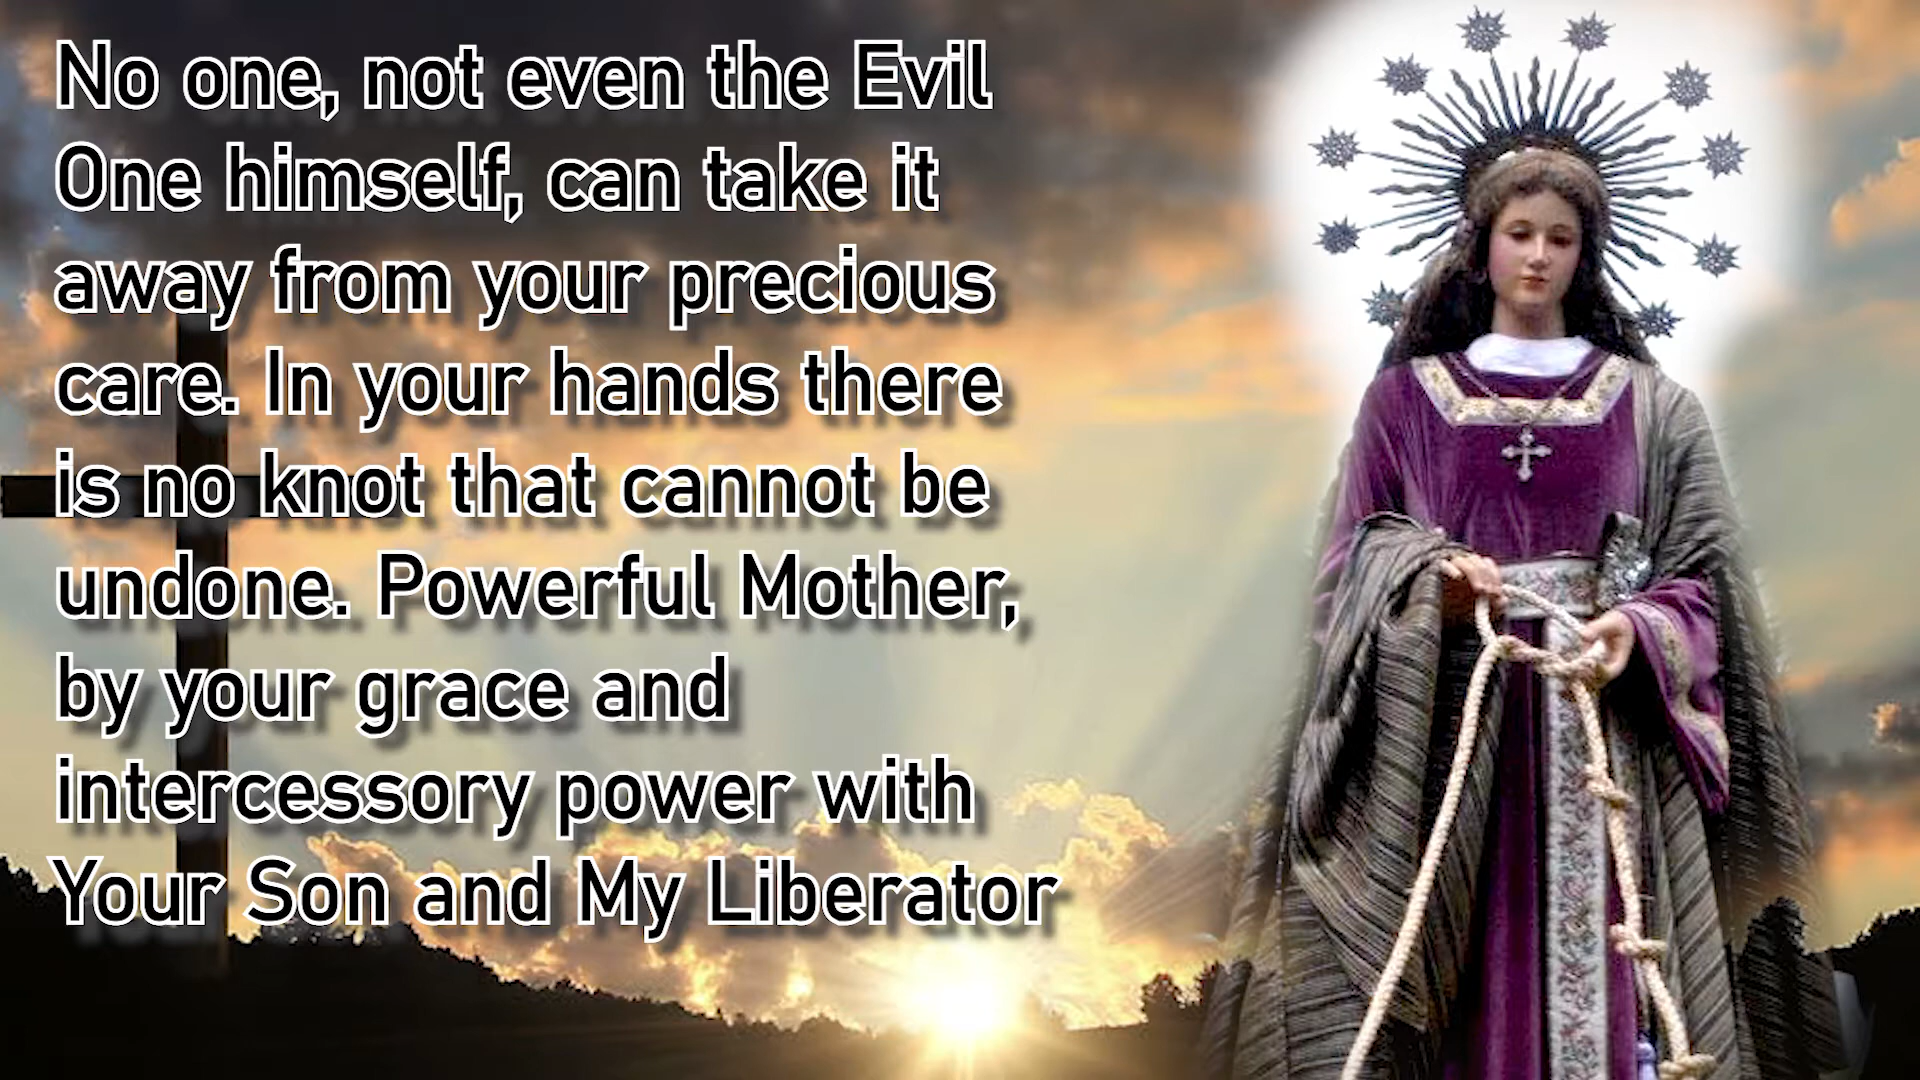 No one, not even the Evil
One himself, can take it
away from your precious
care. In your hands there
is no knot that cannot be
undone. Powerful Mother,
by your grace and
intercessory power with
Your Son and My Liberator